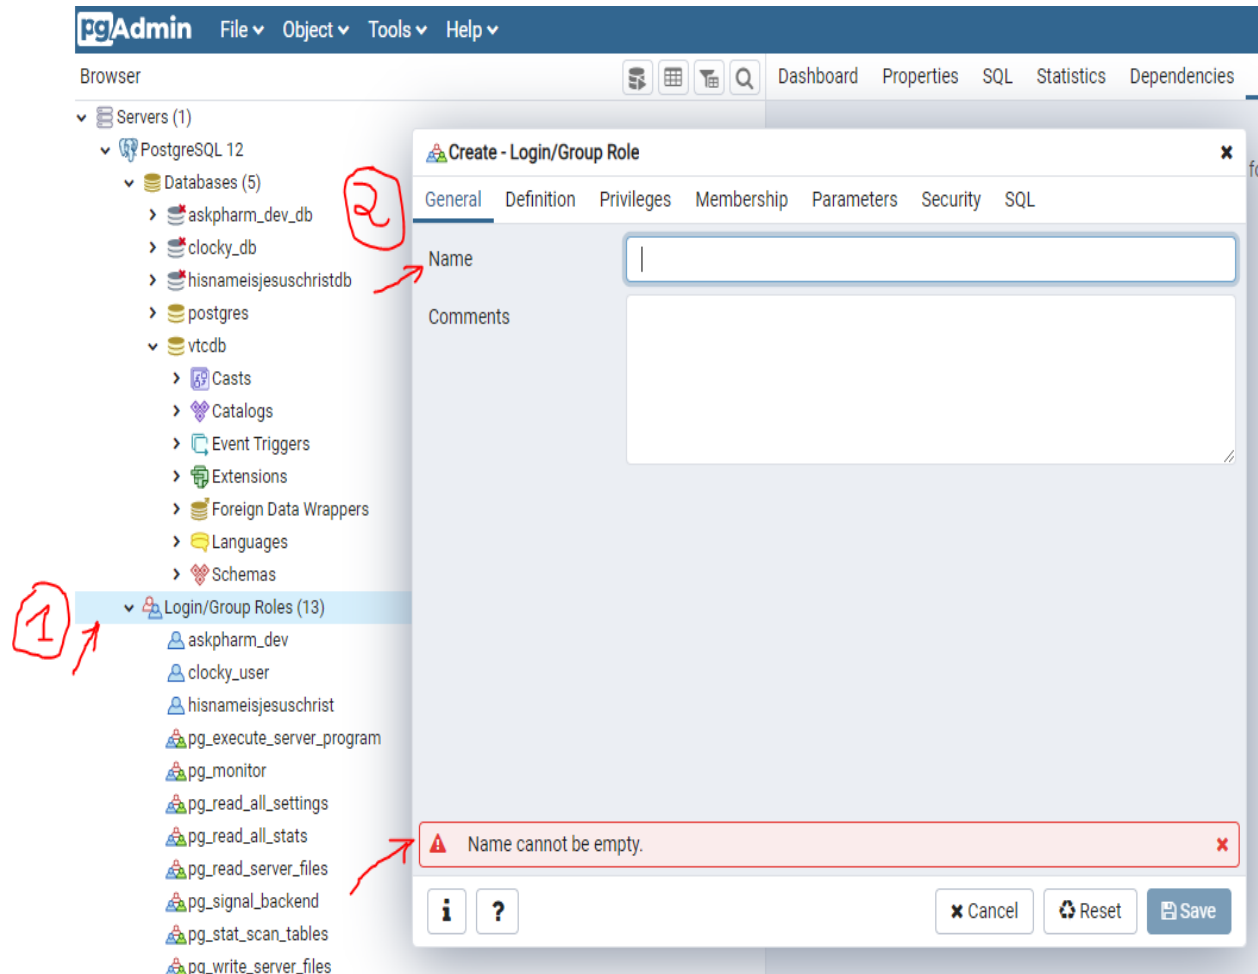 pgAdmin File Object Tools Help
Browser Dashboard Properties SQL Statistics Dependencies
Servers (1)
PostgreSQL 12
Databases (5)
askpharm_dev_db
clocky_db
hisnameisjesuschristdb
postgres
vtcdb
Casts
Catalogs
Event Triggers
Extensions
Foreign Data Wrappers
Languages
Schemas
1
Login/Group Roles (13)
askpharm_dev
clocky_user
hisnameisjesuschrist
pg_execute_server_program
pg_monitor
pg_read_all_settings
pg_read_all_stats
pg_read_server_files
pg_signal_backend
pg_stat_scan_tables
pg_write_server_files
2
Create - Login/Group Role
General Definition Privileges Membership Parameters Security SQL
Name
Comments
Name cannot be empty.
i ? Cancel Reset Save